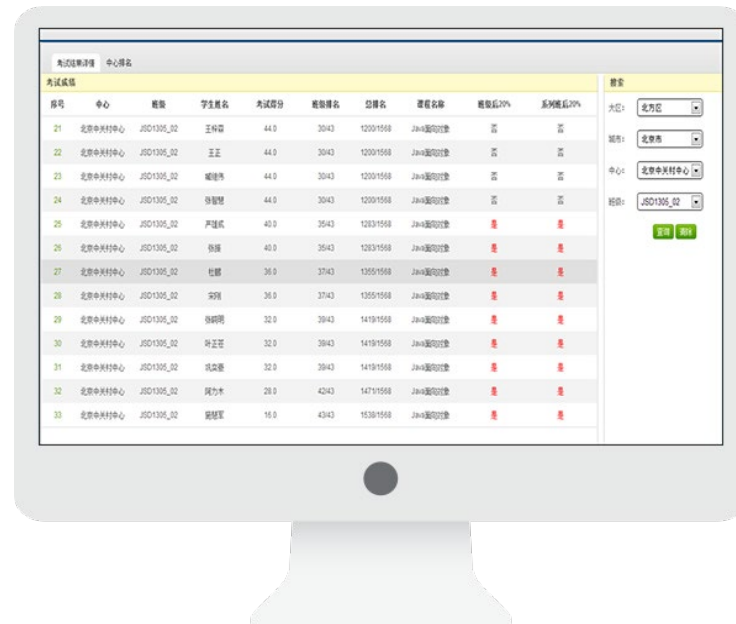 考试结果详情 中心排名
考试成绩 搜索
序号 中心 班级 学生姓名 考试得分 班级排名 总排名 课程名称 班级后20% 系列班后20%
21 北京中关村中心 JSD1305_02 王梓霖 44.0 30/43 1200/1568 Java面向对象 否 否
22 北京中关村中心 JSD1305_02 王正 44.0 30/43 1200/1568 Java面向对象 否 否
23 北京中关村中心 JSD1305_02 臧继伟 44.0 30/43 1200/1568 Java面向对象 否 否
24 北京中关村中心 JSD1305_02 张智慧 44.0 30/43 1200/1568 Java面向对象 否 否
25 北京中关村中心 JSD1305_02 40.0 35/43 1283/1568 Java面向对象 是 是
26 北京中关村中心 JSD1305_02 张振 40.0 35/43 1283/1568 Java面向对象 是 是
27 北京中关村中心 JSD1305_02 杜麒 36.0 37/43 1355/1568 Java面向对象 是 是
28 北京中关村中心 JSD1305_02 宋刚 36.0 37/43 1355/1568 Java面向对象 是 是
29 北京中关村中心 JSD1305_02 32.0 39/43 1419/1568 Java面向对象 是 是
30 北京中关村中心 JSD1305_02 叶正茫 32.0 39/43 1419/1568 Java面向对象 是 是
31 北京中关村中心 JSD1305_02 32.0 39/43 1419/1568 Java面向对象 是 是
32 北京中关村中心 JSD1305_02 阿力木 28.0 42/43 1471/1568 Java面向对象 是 是
33 北京中关村中心 JSD1305_02 16.0 43/43 1538/1568 Java面向对象 是 是
大区: 北方区
城市: 北京市
中心: 北京中关村中心
班级: JSD1305_02
查询 清除